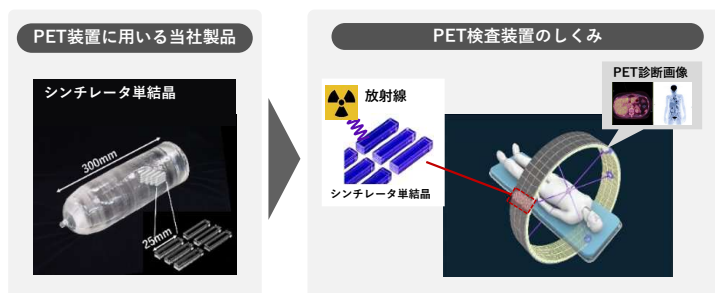 PET装置に用いる当社製品
シンチレータ単結晶
300mm
25mm
PET検査装置のしくみ
PET診断画像
放射線
シンチレータ単結晶